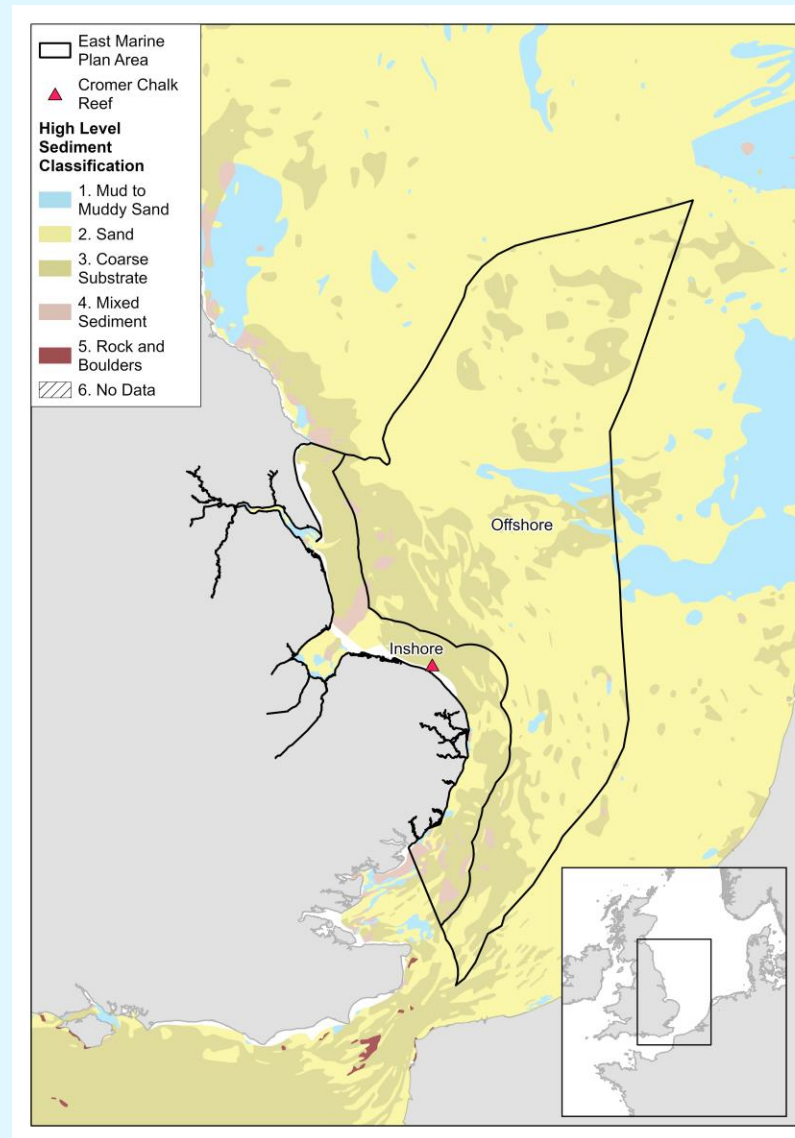 East Marine
Plan Area
Cromer Chalk
Reef
High Level
Sediment
Classification
1. Mud to
Muddy Sand
2. Sand
3. Coarse
Substrate
4. Mixed
Sediment
5. Rock and
Boulders
6. No Data
Offshore
Inshore